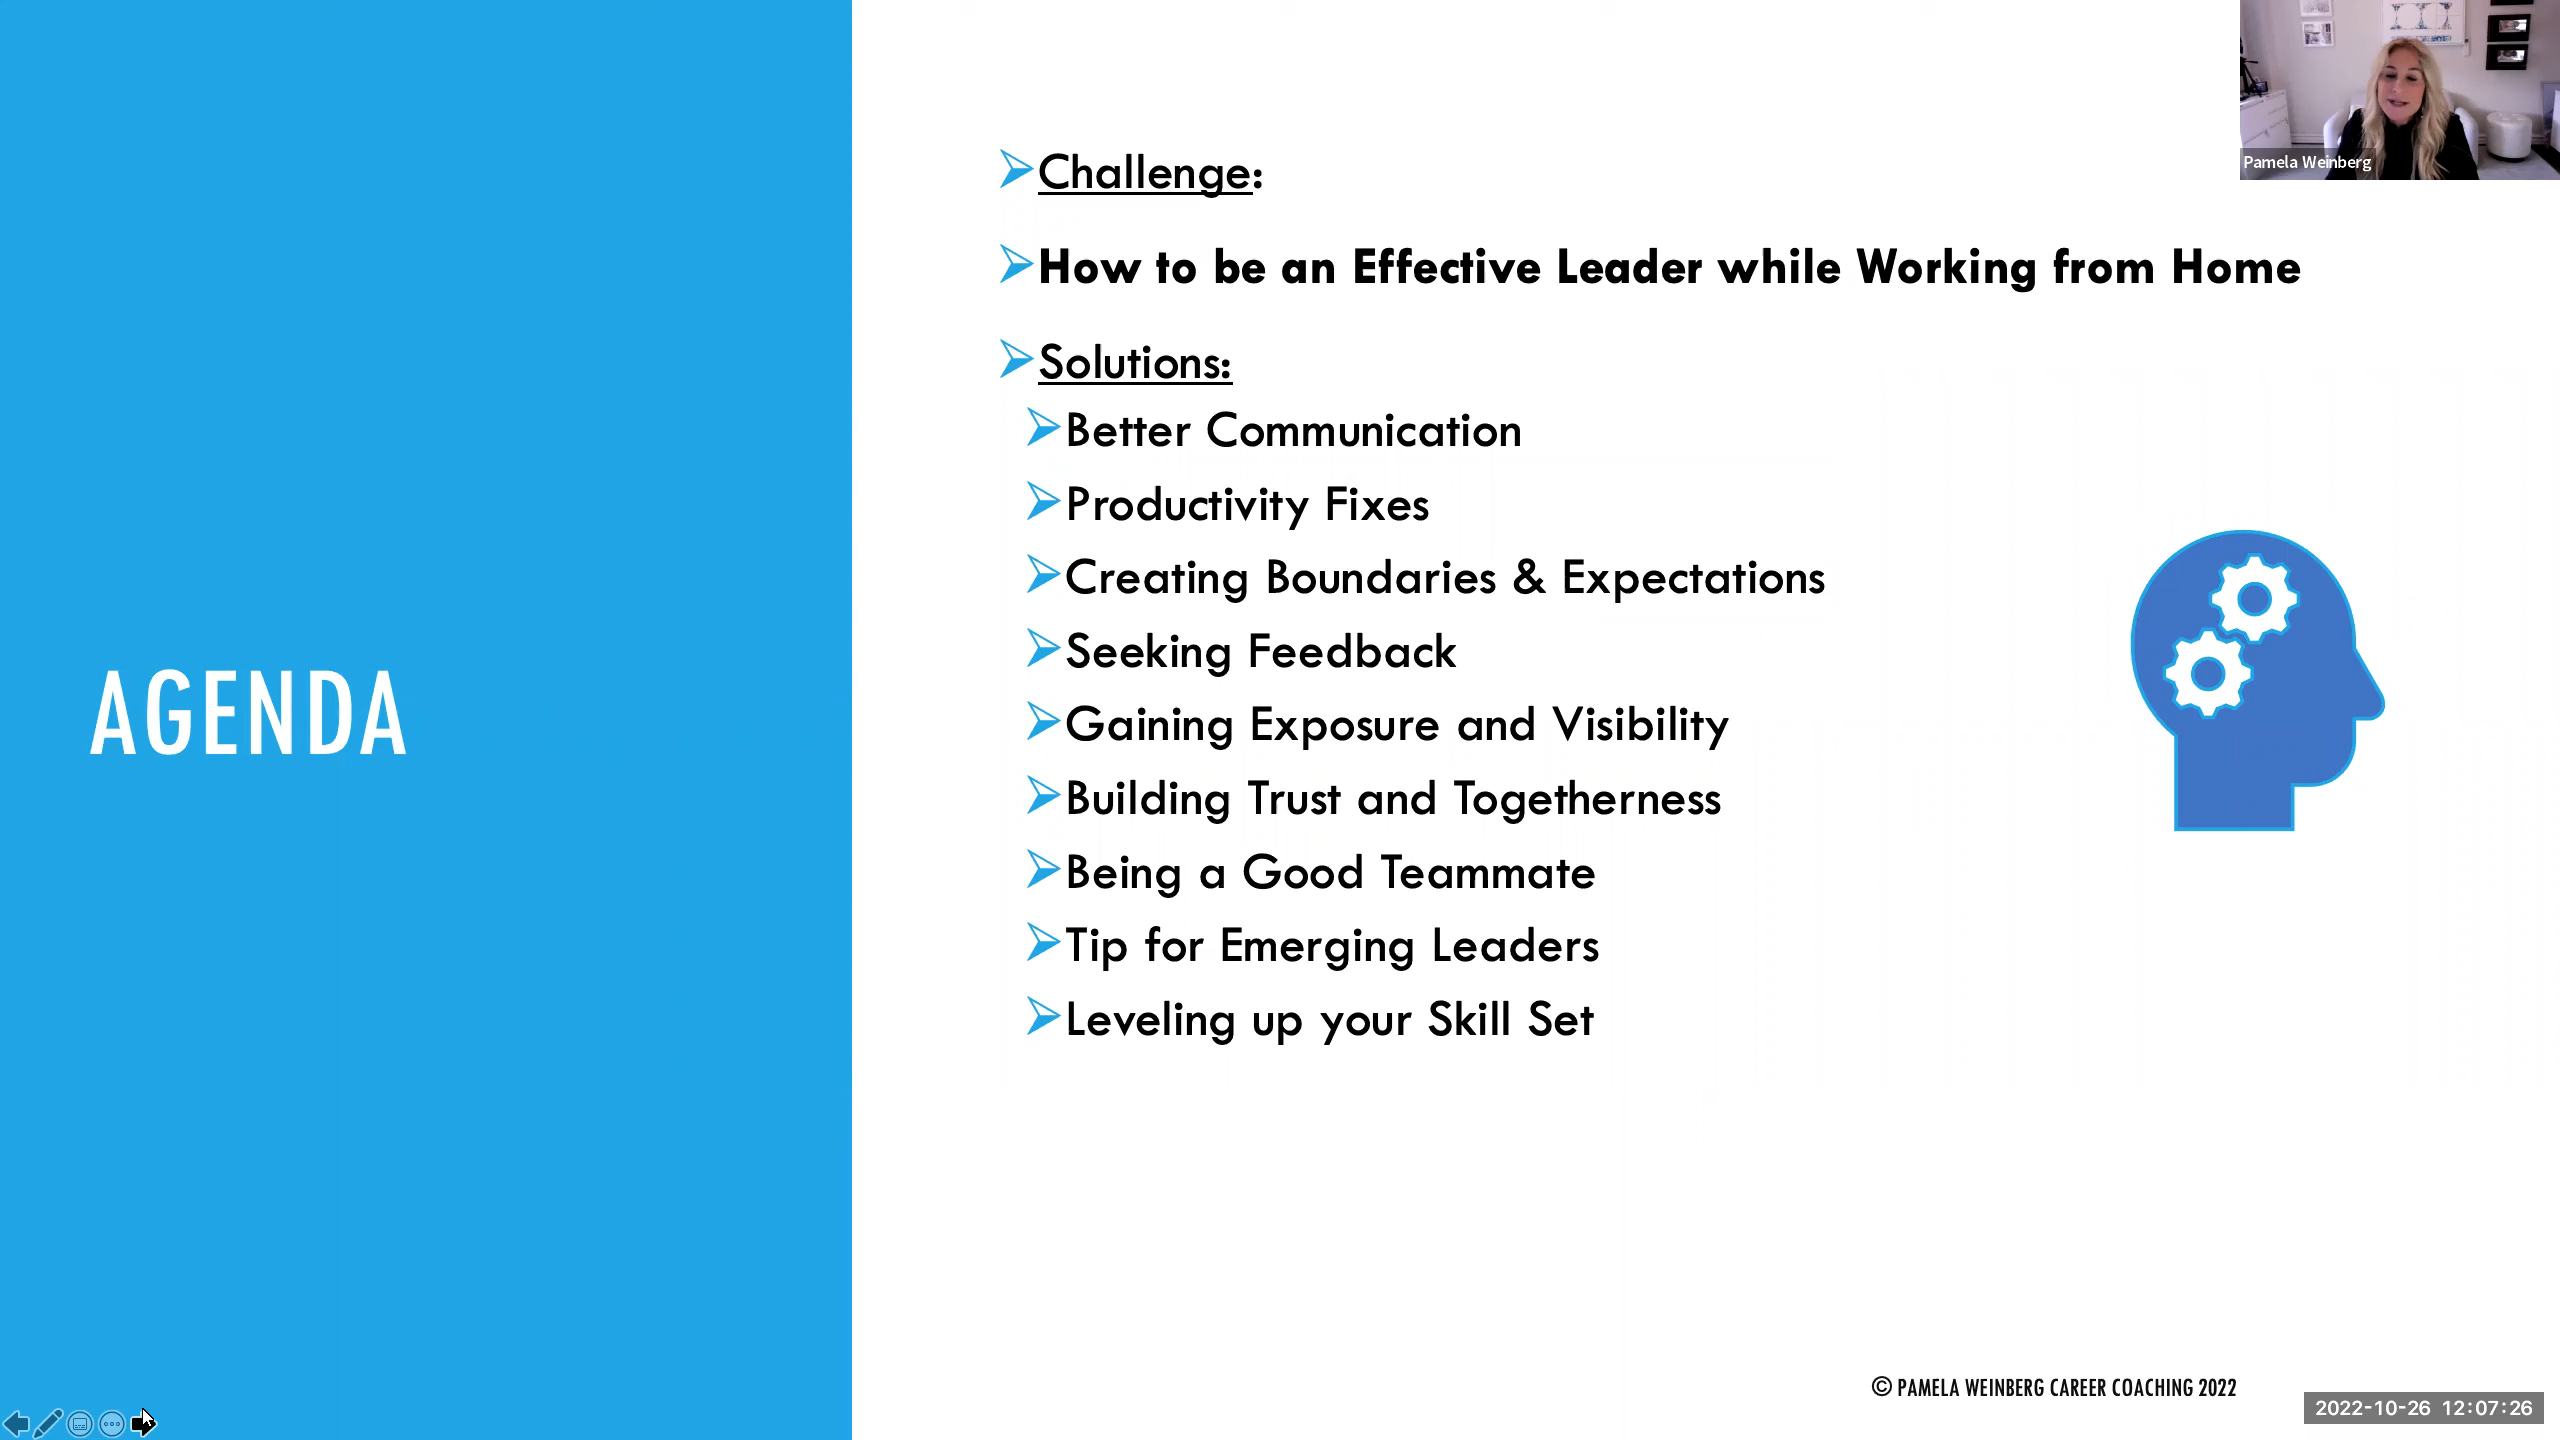 Pamela Weinberg
Challenge:
How to be an Effective Leader while Working from Home
Solutions:
Better Communication
Productivity Fixes
Creating Boundaries & Expectations
Seeking Feedback
Gaining Exposure and Visibility
Building Trust and Togetherness
Being a Good Teammate
Tip for Emerging Leaders
Leveling up your Skill Set
AGENDA
© PAMELA WEINBERG CAREER COACHING 2022
2022-10-26 12:07:26